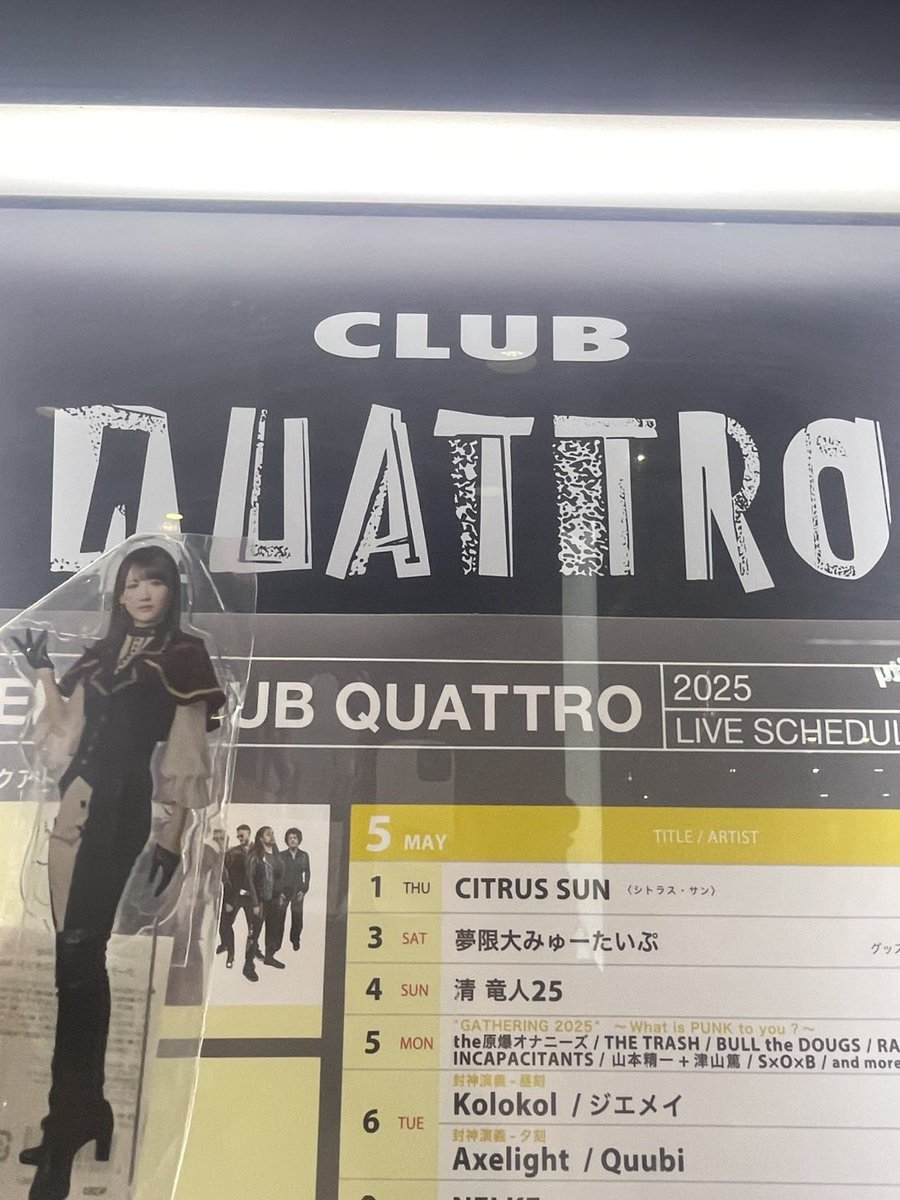 CLUB
QUATTRO
UB QUATTRO
2025
LIVE SCHEDUL
クア
5 MAY
TITLE / ARTIST
1 THU CITRUS SUN (シトラス・サン)
3 SAT 夢限大みゅーたいぷ
グッズ
4 SUN 清 竜人25
5 MON "GATHERING 2025" ～What is PUNK to you ?～
the原爆オナニーズ / THE TRASH / BULL the DOUGS / RA
INCAPACITANTS / 山本精一 + 津山篤 / S×O×B / and more
6 TUE
封神演義 - 昼刻
Kolokol / ジエメイ
封神演義 - 夕刻
Axelight / Quubi